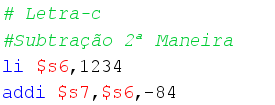 # Letra-c
#Subtração 2ª Maneira
li $s6,1234
addi $s7,$s6,-84